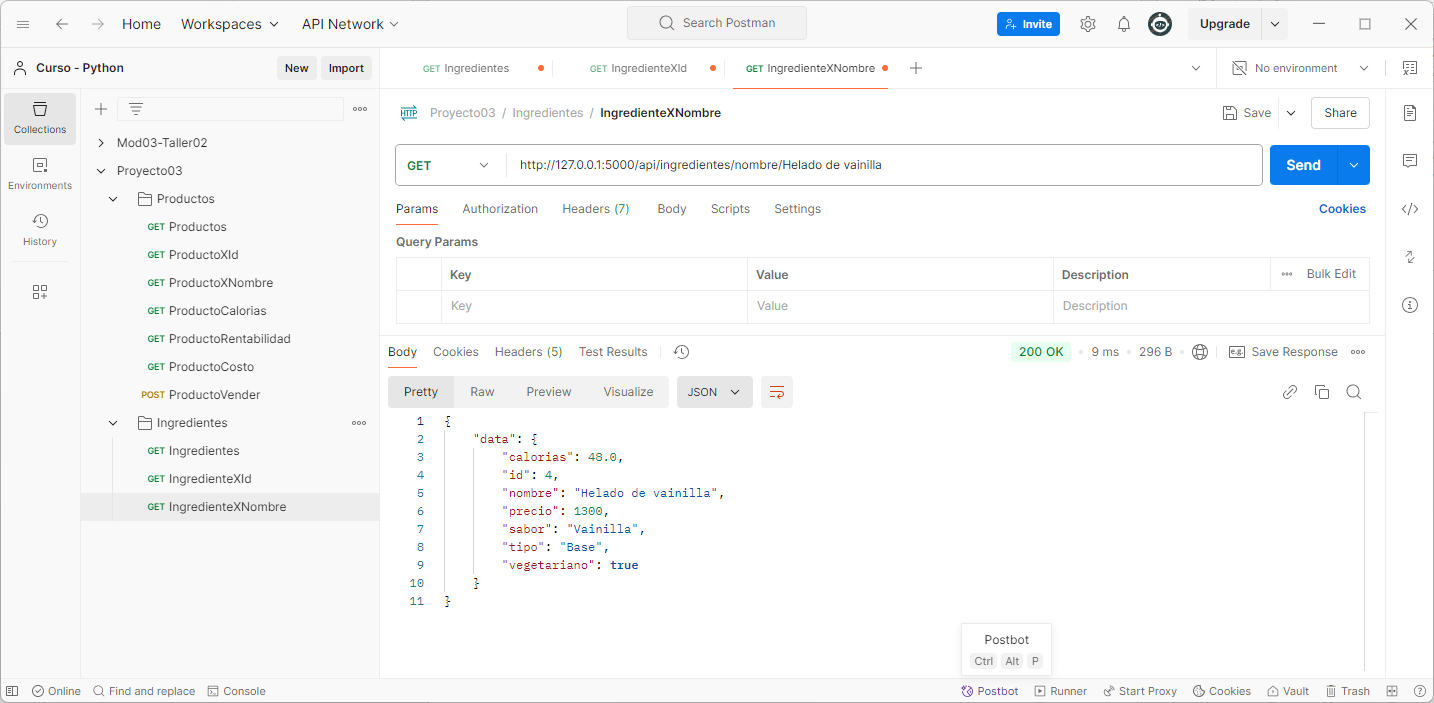 Home Workspaces API Network Search Postman Invite Upgrade
Curso - Python New Import GET Ingredientes GET IngredienteXId GET IngredienteXNombre No environment
Collections
Environments
History
Mod03-Taller02
Proyecto03
Productos
GET Productos
GET ProductoXId
GET ProductoXNombre
GET ProductoCalorias
GET ProductoRentabilidad
GET ProductoCosto
POST ProductoVender
Ingredientes
GET Ingredientes
GET IngredienteXId
GET IngredienteXNombre
HTTP Proyecto03 / Ingredientes / IngredienteXNombre Save Share
GET http://127.0.0.1:5000/api/ingredientes/nombre/Helado de vainilla Send
Params Authorization Headers (7) Body Scripts Settings Cookies
Query Params
Key Value Description Bulk Edit
Key Value Description
Body Cookies Headers (5) Test Results 200 OK 9 ms 296 B e.g. Save Response
Pretty Raw Preview Visualize JSON
1 {
2 "data": {
3 "calorias": 48.0,
4 "id": 4,
5 "nombre": "Helado de vainilla",
6 "precio": 1300,
7 "sabor": "Vainilla",
8 "tipo": "Base",
9 "vegetariano": true
10 }
11 }
Postbot
Ctrl Alt P
Online Find and replace Console Postbot Runner Start Proxy Cookies Vault Trash